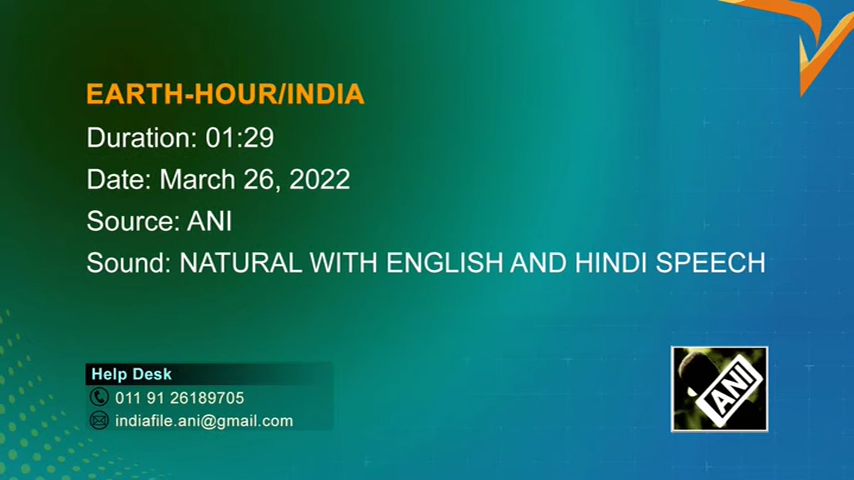 EARTH-HOUR/INDIA
Duration: 01:29
Date: March 26, 2022
Source: ANI
Sound: NATURAL WITH ENGLISH AND HINDI SPEECH
Help Desk
011 91 26189705
indiafile.ani@gmail.com
ANI